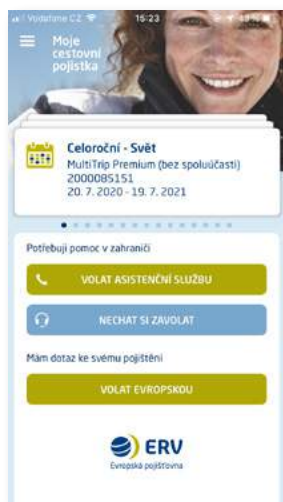 Vodafone CZ 15:23 49 %
Moje
cestovní
pojistka
Celoroční - Svět
MultiTrip Premium (bez spoluúčasti)
2000085151
20. 7. 2020 - 19. 7. 2021
Potřebuji pomoc v zahraničí
VOLAT ASISTENČNÍ SLUŽBU
NECHAT SI ZAVOLAT
Mám dotaz ke svému pojištění
VOLAT EVROPSKOU
ERV
Evropská pojišťovna